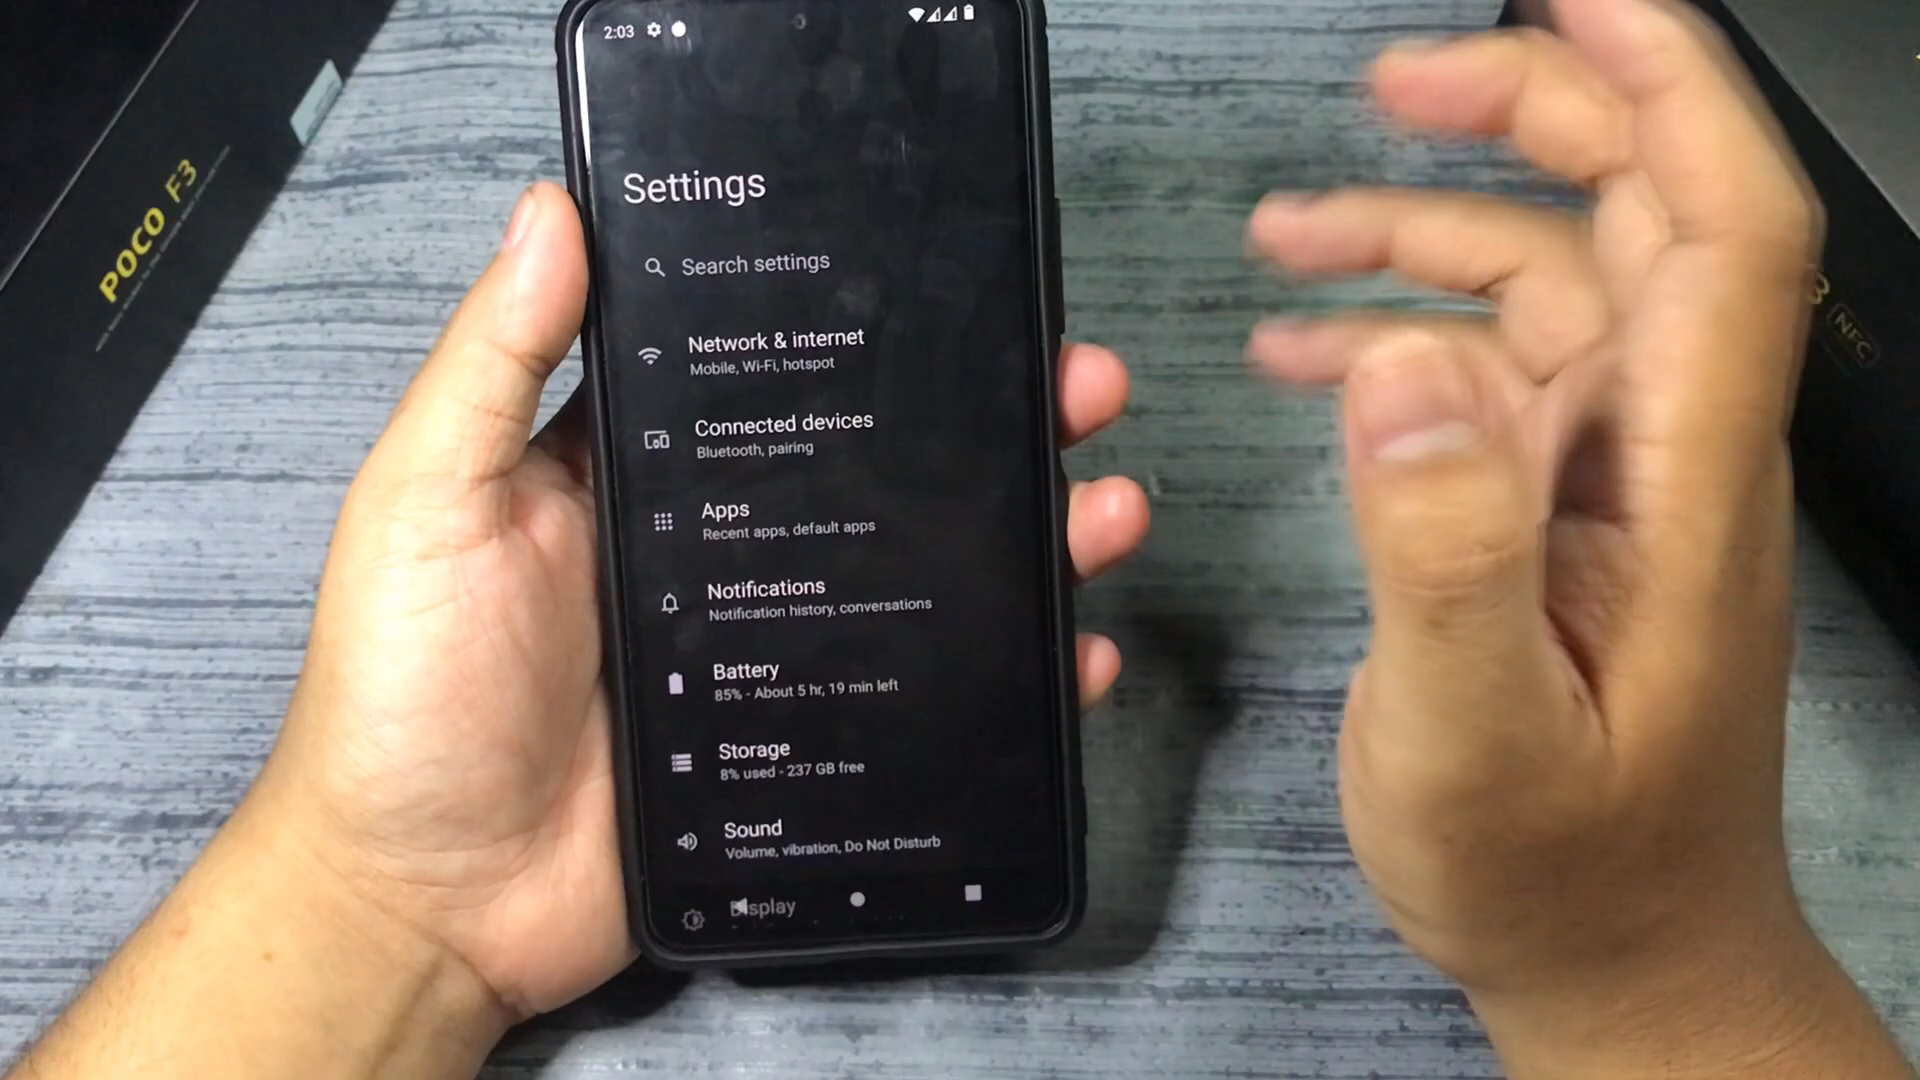 POCO F3
3 NFC
2:03
Settings
Search settings
Network & internet
Mobile, Wi-Fi, hotspot
Connected devices
Bluetooth, pairing
Apps
Recent apps, default apps
Notifications
Notification history, conversations
Battery
85% - About 5 hr, 19 min left
Storage
8% used - 237 GB free
Sound
Volume, vibration, Do Not Disturb
Display